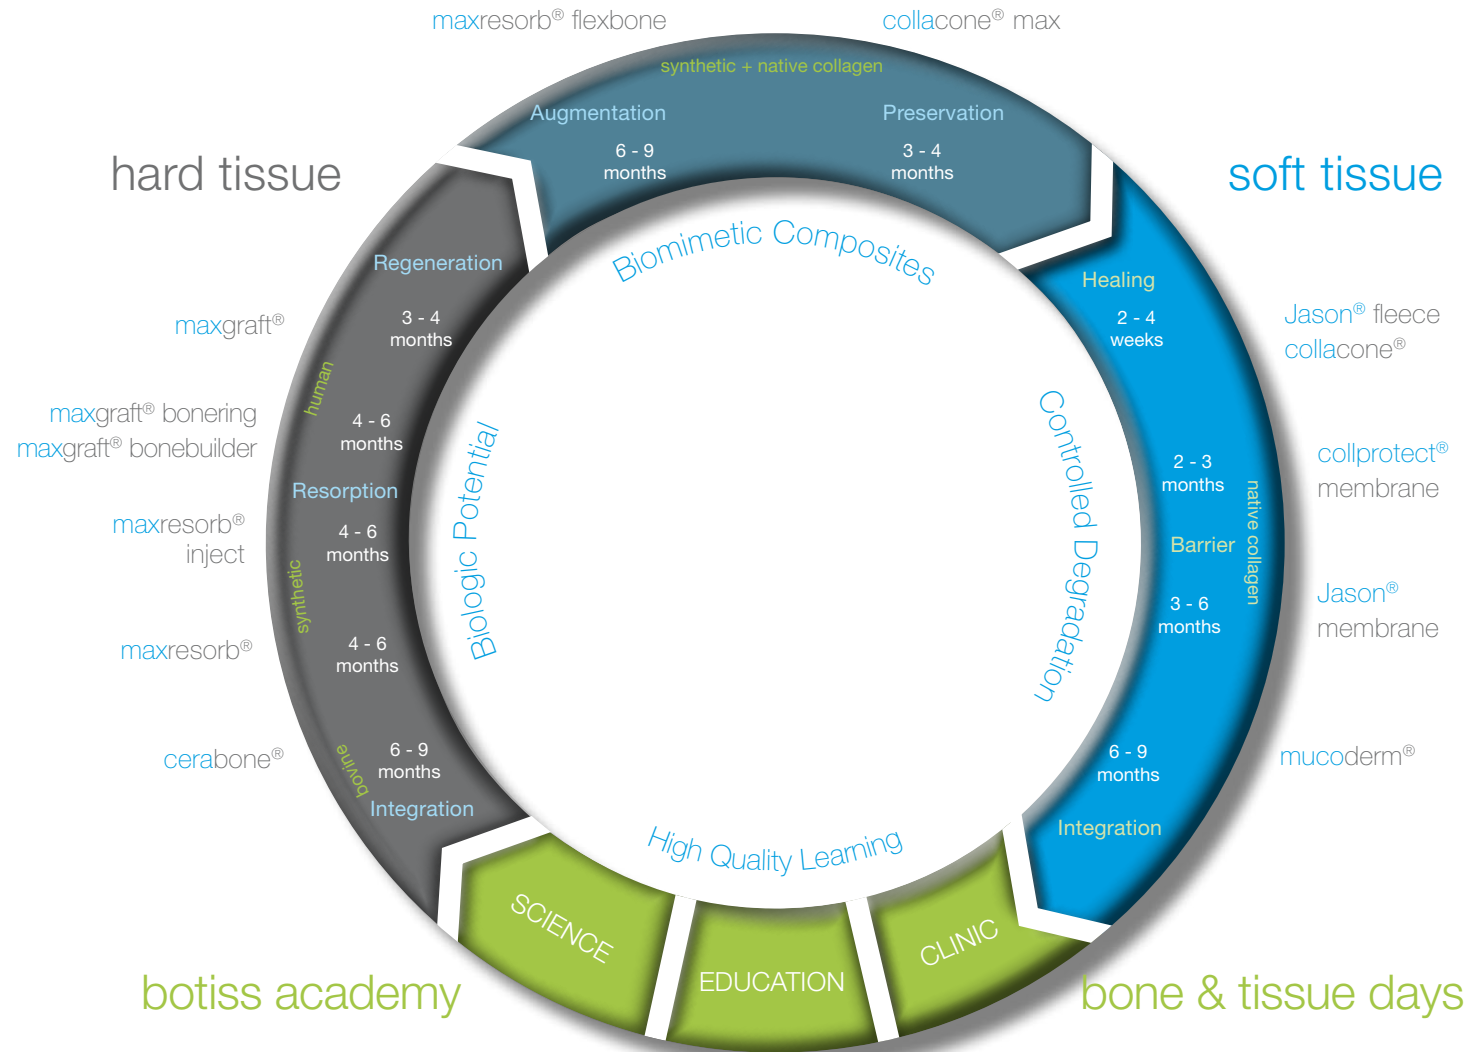 maxresorb® flexbone
collacone® max
synthetic + native collagen
Augmentation
Preservation
6 - 9
months
3 - 4
months
hard tissue
soft tissue
Biomimetic Composites
Regeneration
3 - 4
months
maxgraft®
human
maxgraft® bonering
maxgraft® bonebuilder
4 - 6
months
Resorption
maxresorb®
inject
4 - 6
months
synthetic
maxresorb®
4 - 6
months
cerabone®
bovine
6 - 9
months
Integration
Biologic Potential
Healing
2 - 4
weeks
Jason® fleece
collacone®
Controlled Degradation
2 - 3
months
collprotect®
membrane
native collagen
Barrier
3 - 6
months
Jason®
membrane
6 - 9
months
mucoderm®
Integration
High Quality Learning
SCIENCE
EDUCATION
CLINIC
botiss academy
bone & tissue days